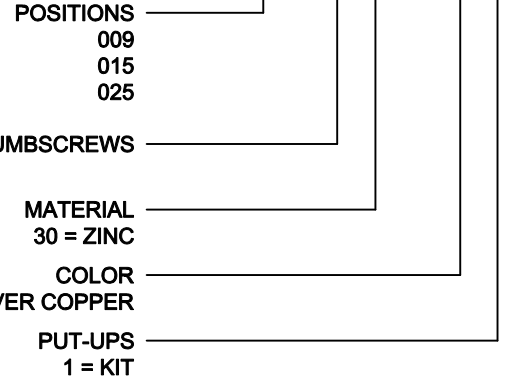 POSITIONS
009
015
025
UMBSCREWS
MATERIAL
30 = ZINC
COLOR
VER COPPER
PUT-UPS
1 = KIT